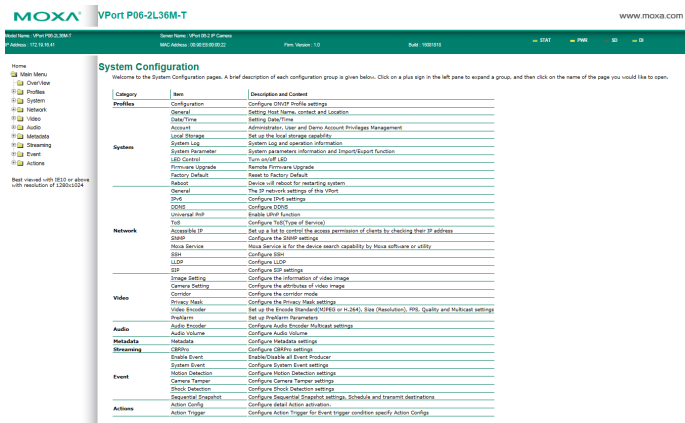 MOXA
VPort P06-2L36M-T
www.moxa.com
Model Name : VPort P06-2L36M-T
Server Name : VPort 06-2 IP Camera
IP Address : 172.19.16.41
MAC Address : 00:90:E8:00:00:22
Firm. Version : 1.0
STAT
PWR
SD
DI
Home
Main Menu
OverView
Profiles
System
Network
Video
Audio
Metadata
Streaming
Event
Actions
Best viewed with IE10 or above
with resolution of 1280x1024
System Configuration
Welcome to the System Configuration pages. A brief description of each configuration group is given below. Click on a plus sign in the left pane to expand a group, and then click on the name of the page you would like to open.
Category Item Description and Content
Profiles Configuration Configure ONVIF Profile settings
System General Setting Host Name, contact and Location
Date/Time Setting Date/Time
Account Administrator, User and Demo Account Privileges Management
Local Storage Set up the local storage capability
System Log System Log and operation information
System Parameter System parameters information and Import/Export function
LED Control Turn on/off LED
Firmware Upgrade Remote Firmware Upgrade
Factory Default Reset to Factory Default
Reboot Device will reboot for restarting system
Network General The IP network settings of this VPort
IPv6 Configure IPv6 settings
DDNS Configure DDNS
Universal PnP Enable UPnP function
ToS Configure ToS(Type of Service)
Accessible IP Set up a list to control the access permission of clients by checking their IP address
SNMP Configure the SNMP settings
Moxa Service Moxa Service is for the device search capability by Moxa software or utility
SSH Configure SSH
LLDP Configure LLDP
SIP Configure SIP settings
Video Image Setting Configure the information of video image
Camera Setting Configure the attributes of video image
Corridor Configure the corridor mode
Privacy Mask Configure the Privacy Mask settings
Video Encoder Set up the Encode Standard(MJPEG or H.264), Size (Resolution), FPS, Quality and Multicast settings
PreAlarm Set up PreAlarm Parameters
Audio Audio Encoder Configure Audio Encoder Multicast settings
Audio Volume Configure Audio Volume
Metadata Metadata Configure Metadata settings
Streaming CBRPro Configure CBRPro settings
Event Enable Event Enable/Disable all Event Producer
System Event Configure System Event settings
Motion Detection Configure Motion Detection settings
Camera Tamper Configure Camera Tamper settings
Shock Detection Configure Shock Detection settings
Sequential Snapshot Configure Sequential Snapshot settings, Schedule and transmit destinations
Actions Action Config Configure detail Action activation.
Action Trigger Configure Action Trigger for Event trigger condition specify Action Configs